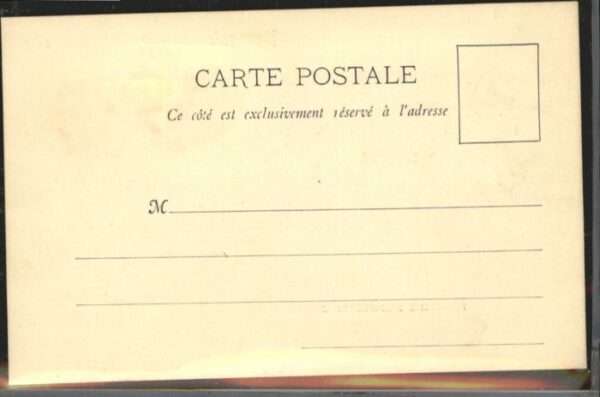 CARTE POSTALE
Ce côté est exclusivement réservé à l'adresse
M